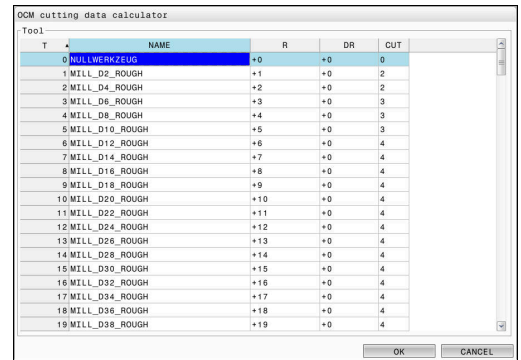 OCM cutting data calculator
Tool
T NAME R DR CUT
0 NULLWERKZEUG +0 +0 0
1 MILL_D2_ROUGH +1 +0 2
2 MILL_D4_ROUGH +2 +0 2
3 MILL_D6_ROUGH +3 +0 3
4 MILL_D8_ROUGH +4 +0 3
5 MILL_D10_ROUGH +5 +0 3
6 MILL_D12_ROUGH +6 +0 4
7 MILL_D14_ROUGH +7 +0 4
8 MILL_D16_ROUGH +8 +0 4
9 MILL_D18_ROUGH +9 +0 4
10 MILL_D20_ROUGH +10 +0 4
11 MILL_D22_ROUGH +11 +0 4
12 MILL_D24_ROUGH +12 +0 4
13 MILL_D26_ROUGH +13 +0 4
14 MILL_D28_ROUGH +14 +0 4
15 MILL_D30_ROUGH +15 +0 4
16 MILL_D32_ROUGH +16 +0 4
17 MILL_D34_ROUGH +17 +0 4
18 MILL_D36_ROUGH +18 +0 4
19 MILL_D38_ROUGH +19 +0 4
OK CANCEL